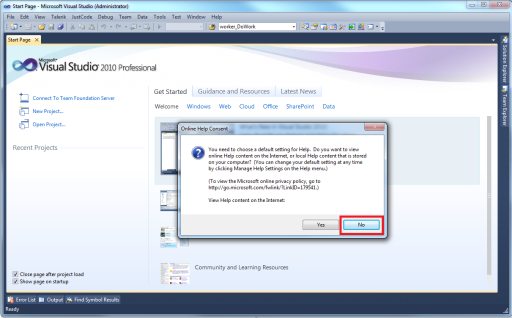 Start Page - Microsoft Visual Studio (Administrator)
File Edit View Telerik JustCode Debug Team Data Tools Test Window Help
worker_DoWork
Start Page
Microsoft
Visual Studio 2010 Professional
Connect To Team Foundation Server
New Project...
Open Project...
Recent Projects
Close page after project load
Show page on startup
Get Started Guidance and Resources Latest News
Welcome Windows Web Cloud Office SharePoint Data
Online Help Consent
You need to choose a default setting for Help. Do you want to view
online Help content on the Internet, or local Help content that is stored
on your computer? (You can change your default setting at any time
by clicking Manage Help Settings on the Help menu.)
(To view the Microsoft online privacy policy, go to
http://go.microsoft.com/fwlink/?LinkID=179541.)
View Help content on the Internet:
Yes No
Community and Learning Resources
Solution Explorer
Team Explorer
Error List Output Find Symbol Results
Ready